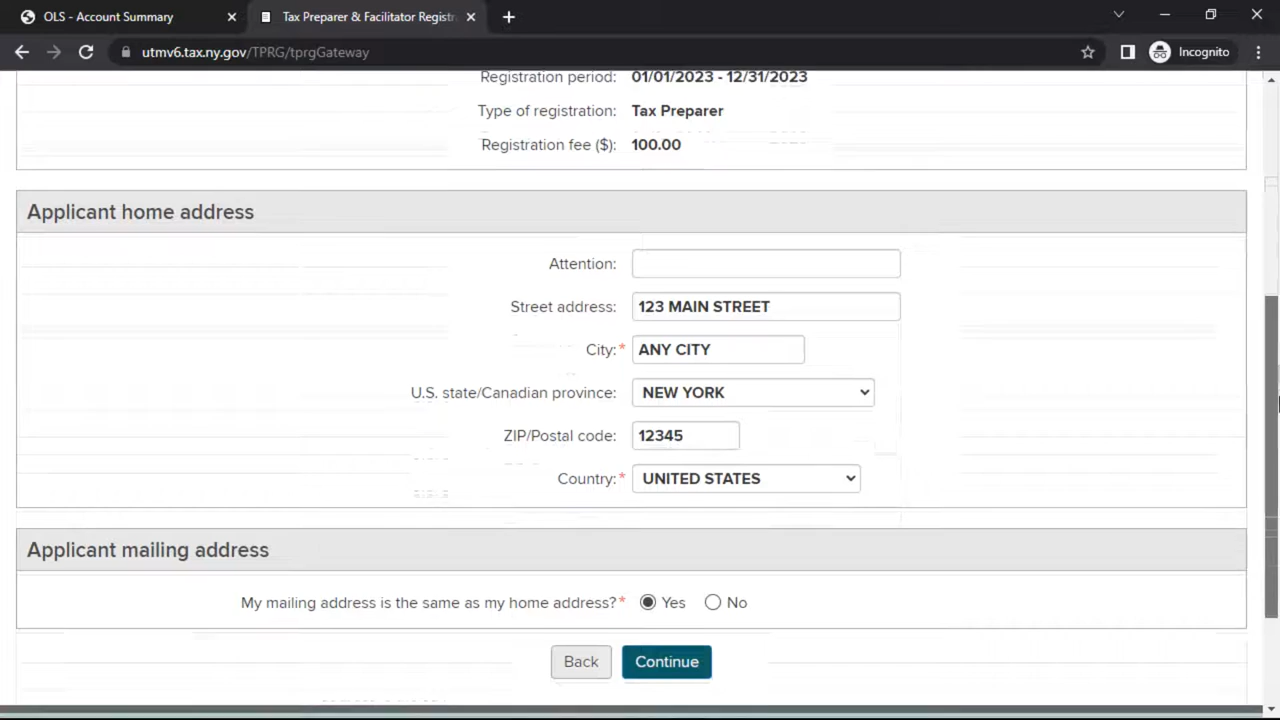 OLS - Account Summary
Tax Preparer & Facilitator Registr
utmv6.tax.ny.gov/TPRG/tprgGateway
Incognito
Registration period: 01/01/2023 - 12/31/2023
Type of registration: Tax Preparer
Registration fee ($): 100.00
Applicant home address
Attention:
Street address: 123 MAIN STREET
City:* ANY CITY
U.S. state/Canadian province: NEW YORK
ZIP/Postal code: 12345
Country:* UNITED STATES
Applicant mailing address
My mailing address is the same as my home address?* Yes No
Back Continue